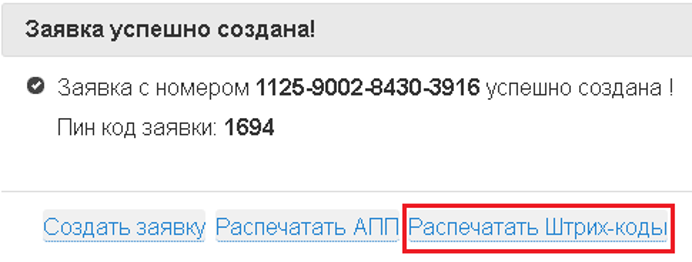 Заявка успешно создана!
Заявка с номером 1125-9002-8430-3916 успешно создана !
Пин код заявки: 1694
Создать заявку Распечатать АПП Распечатать Штрих-коды